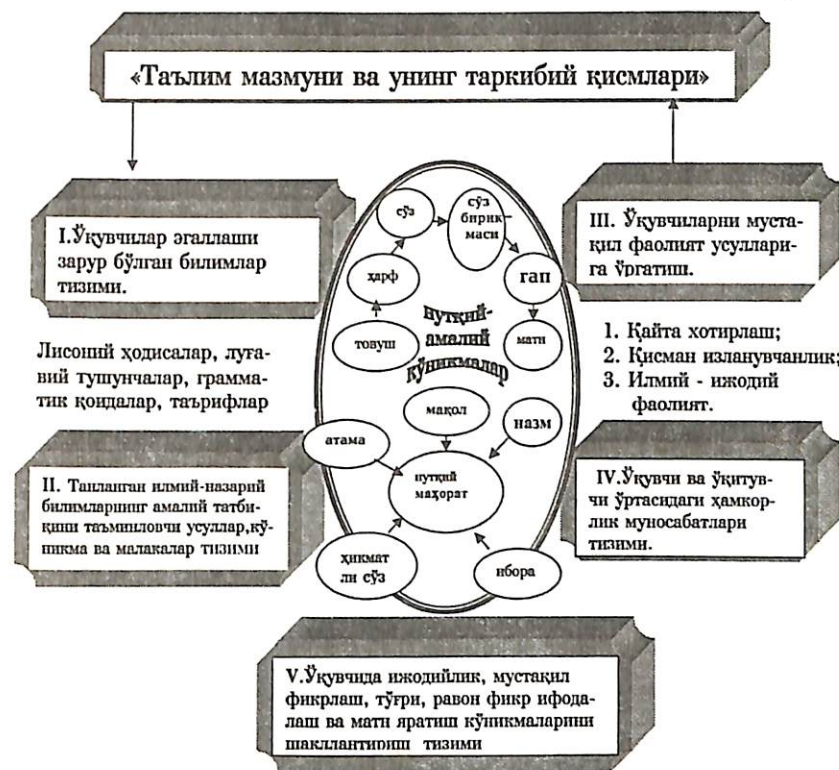 «Таълим мазмуни ва унинг таркибий қисмлари»
I.Ўқувчилар эгаллаши
зарур бўлган билимлар
тизими.
Лисоний ҳодисалар, луға-
вий тушунчалар, грамма-
тик қоидалар, таърифлар
II. Танланган илмий-назарий
билимларнинг амалий татби-
қини таъминловчи усуллар,кў-
никма ва малакалар тизими
сўз
сўз
бирик-
маси
ҳарф
гап
товуш
матн
нутқий-
амалий
кўникмалар
мақол
назм
атама
нутқий
маҳорат
ҳикмат
ли сўз
ибора
III. Ўқувчиларни муста-
қил фаолият усуллари-
га ўргатиш.
1. Қайта хотирлаш;
2. Қисман изланувчанлик;
3. Илмий - ижодий
фаолият.
IV.Ўқувчи ва ўқитув-
чи ўртасидаги ҳамкор-
лик муносабатлари
тизими.
V.Ўқувчида ижодийлик, мустақил
фикрлаш, тўғри, равон фикр ифода-
лаш ва матн яратиш кўникмаларини
шакллантириш тизими